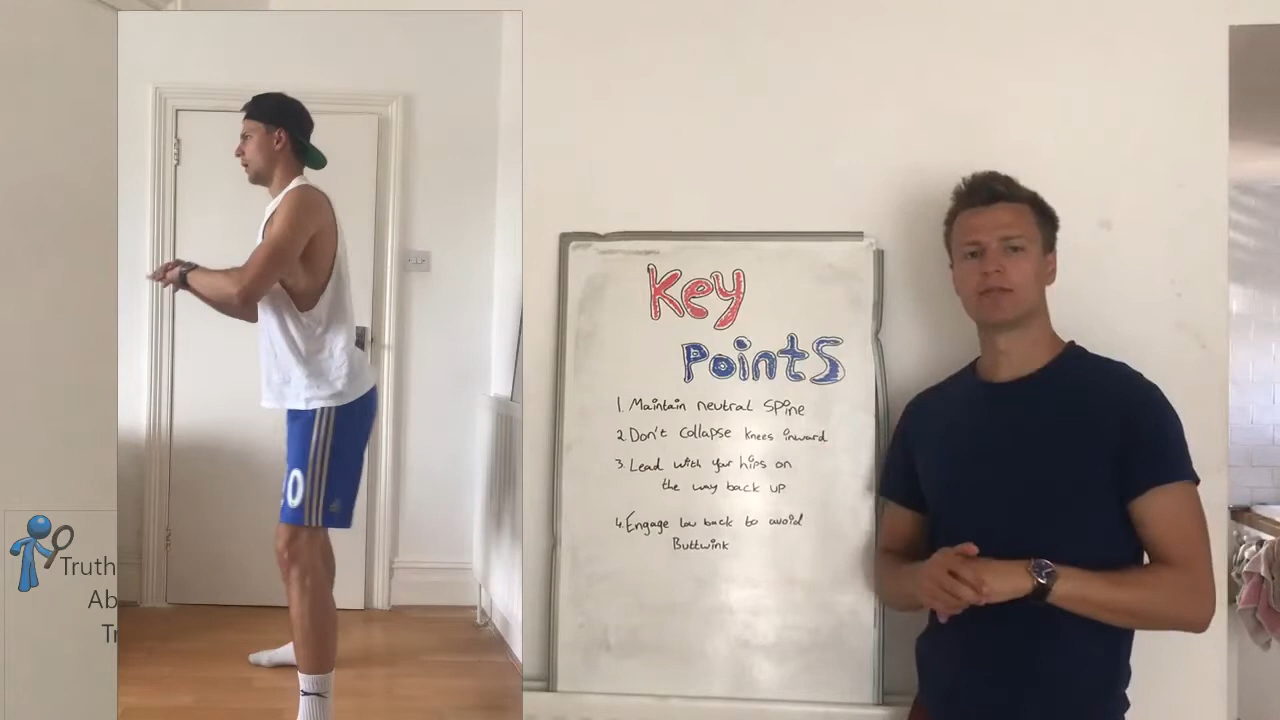 Key
Points
1. Maintain neutral spine
2. Don't collapse knees inward
3. Lead with your hips on
the way back up
4. Engage low back to avoid
Buttwink
0
Truth
Ab
Tr